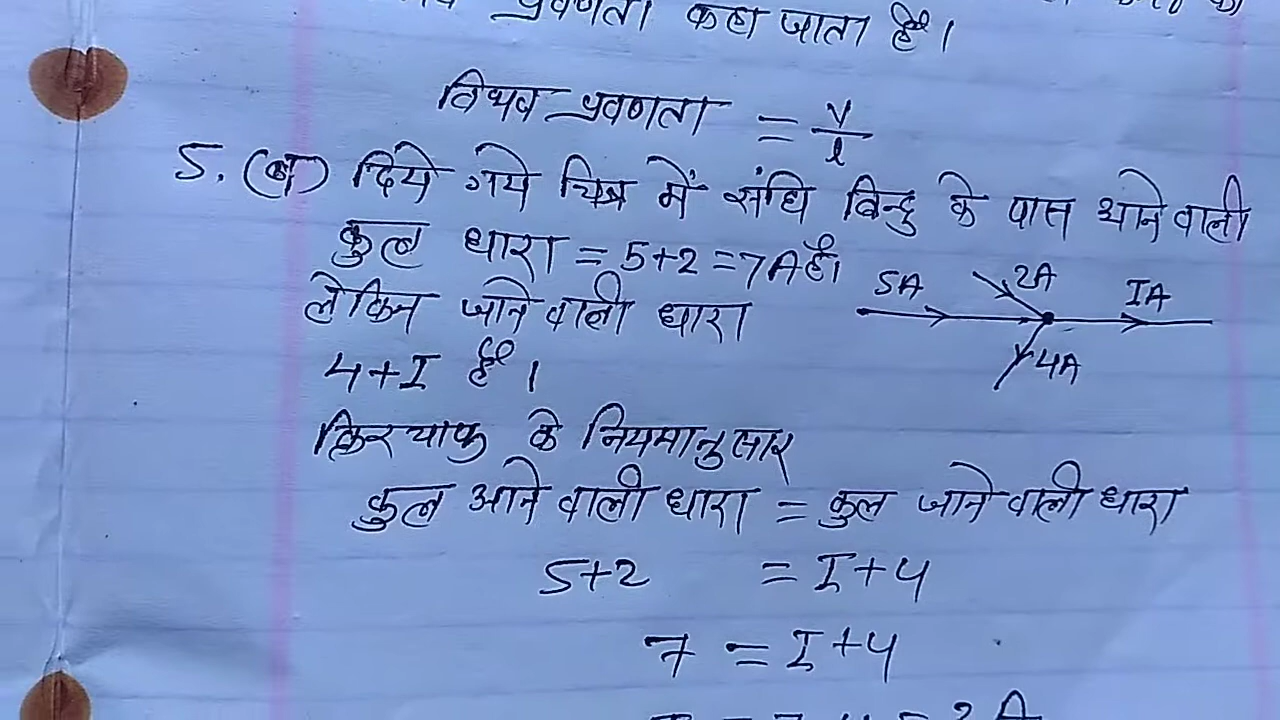 प्रवणता कहा जाता है।
विभव प्रवणता = V/l
5. (ब) दिये गये चित्र में संधि बिन्दु के पास आने वाली
कुल धारा = 5+2 = 7A है।
5A 2A IA
लेकिन जाने वाली धारा
4A
4+I है।
किरचाफ के नियमानुसार
कुल आने वाली धारा = कुल जाने वाली धारा
5+2 = I+4
7 = I+4